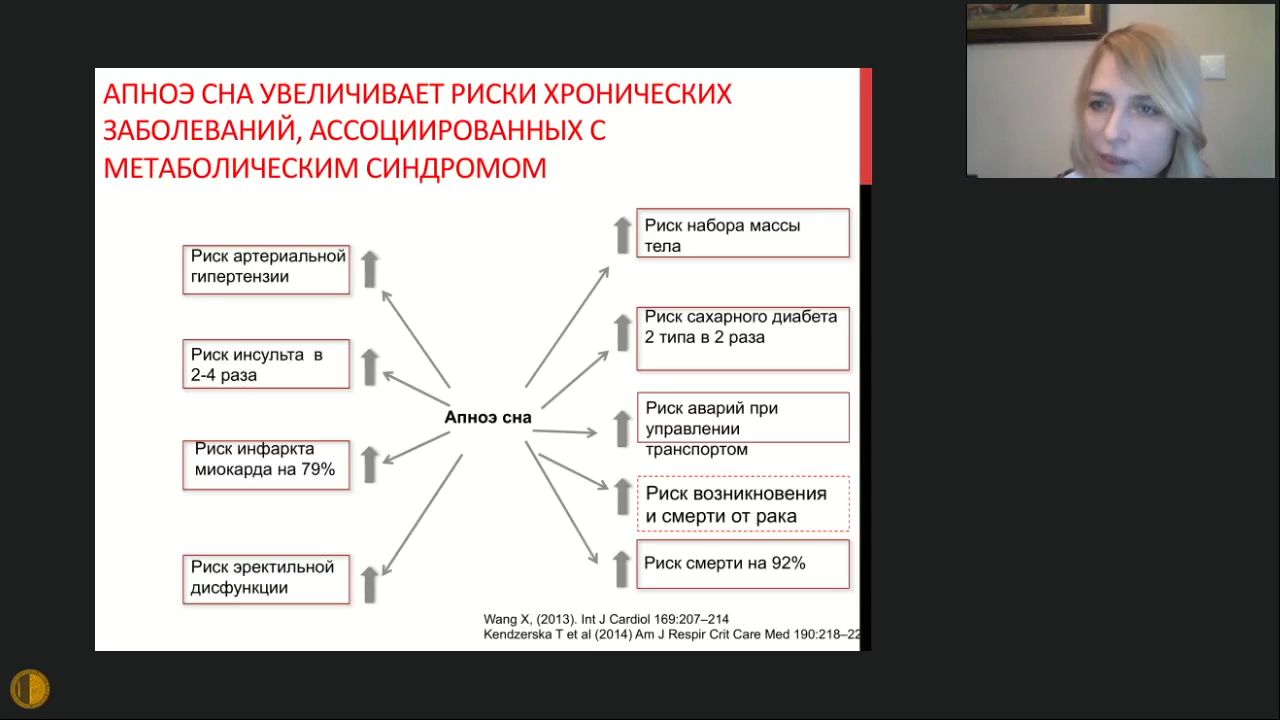 АПНОЭ СНА УВЕЛИЧИВАЕТ РИСКИ ХРОНИЧЕСКИХ
ЗАБОЛЕВАНИЙ, АССОЦИИРОВАННЫХ С
МЕТАБОЛИЧЕСКИМ СИНДРОМОМ
Риск артериальной
гипертензии
Риск инсульта в
2-4 раза
Риск инфаркта
миокарда на 79%
Риск эректильной
дисфункции
Апноэ сна
Риск набора массы
тела
Риск сахарного диабета
2 типа в 2 раза
Риск аварий при
управлении
транспортом
Риск возникновения
и смерти от рака
Риск смерти на 92%
Wang X, (2013). Int J Cardiol 169:207–214
Kendzerska T et al (2014) Am J Respir Crit Care Med 190:218–22